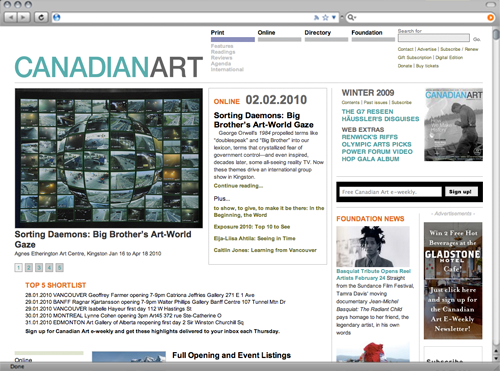 Print
Online
Directory
Foundation
Features
Readings
Reviews
Agenda
International
Search for
Go.
Contact | Advertise | Subscribe | Renew
Gift Subscription | Digital Edition
Donate | Buy tickets
CANADIANART
ONLINE 02.02.2010
Sorting Daemons: Big
Brother's Art-World
Gaze
George Orwell's 1984 propelled terms like
"doublespeak" and "Big Brother" into our
lexicon, terms that crystallized fear of
government control—and even inspired,
decades later, some all-seeing reality TV. Now
these themes drive an international group
show in Kingston.
Continue reading...
Plus...
to show, to give, to make it be there: in the
Beginning, the Word
Exposures 2010: Top 10 to See
Eija-Liisa Ahtila: Seeing in Time
Caitlin Jones: Learning from Vancouver
Sorting Daemons: Big Brother's Art-World
Gaze
Agnes Etherington Art Centre, Kingston Jan 16 to Apr 18 2010
1 2 3 4 5
TOP 5 SHORTLIST
28.01.2010 VANCOUVER Geoffrey Farmer opening 7-9pm Catriona Jeffries Gallery 271 E 1 Ave
29.01.2010 BANFF Ragnar Kjartansson opening 7-9pm Walter Phillips Gallery Banff Centre 107 Tunnel Mtn Dr
29.01.2010 VANCOUVER Isabelle Hayeur first day 112 W Hastings St
30.01.2010 MONTREAL Lynne Cohen opening 3pm Art45 372 rue Ste-Catherine O
31.01.2010 EDMONTON Art Gallery of Alberta reopening first day 2 Sir Winston Churchill Sq
Sign up for Canadian Art e-weekly and get these highlights delivered to your inbox each Thursday.
Online
Full Opening and Event Listings
WINTER 2009
Contents | Past issues | Subscribe
THE G7 RESEEN
HÄUSSLER'S DISGUISES
WEB EXTRAS
RENWICK'S RIFFS
OLYMPIC ARTS PICKS
POWER FORUM VIDEO
HOP GALA ALBUM
CANADIANART
Free Canadian Art e-weekly.
Sign up!
FOUNDATION NEWS
Basquiat Tribute Opens Reel
Artists February 24 Straight
from the Sundance Film Festival,
Tamra Davis' moving
documentary Jean-Michel
Basquiat: The Radiant Child
pays homage to her friend, the
legendary artist, in his own
words
- Advertisements -
Win 2 Free Hot
Beverages at the
GLADSTONE
HOTEL
Café!
Just click here
and sign up for
the Canadian
Art E-Weekly
Newsletter!
Subscribe
Done